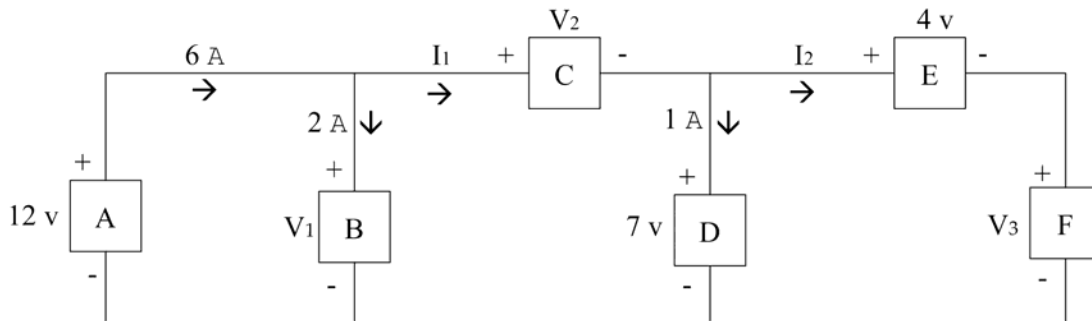 V₂
4 v
6 A
I₁
+
-
I₂
+
-
C
E
2 A
1 A
+
+
+
+
12 v
A
V₁
B
7 v
D
V₃
F
-
-
-
-